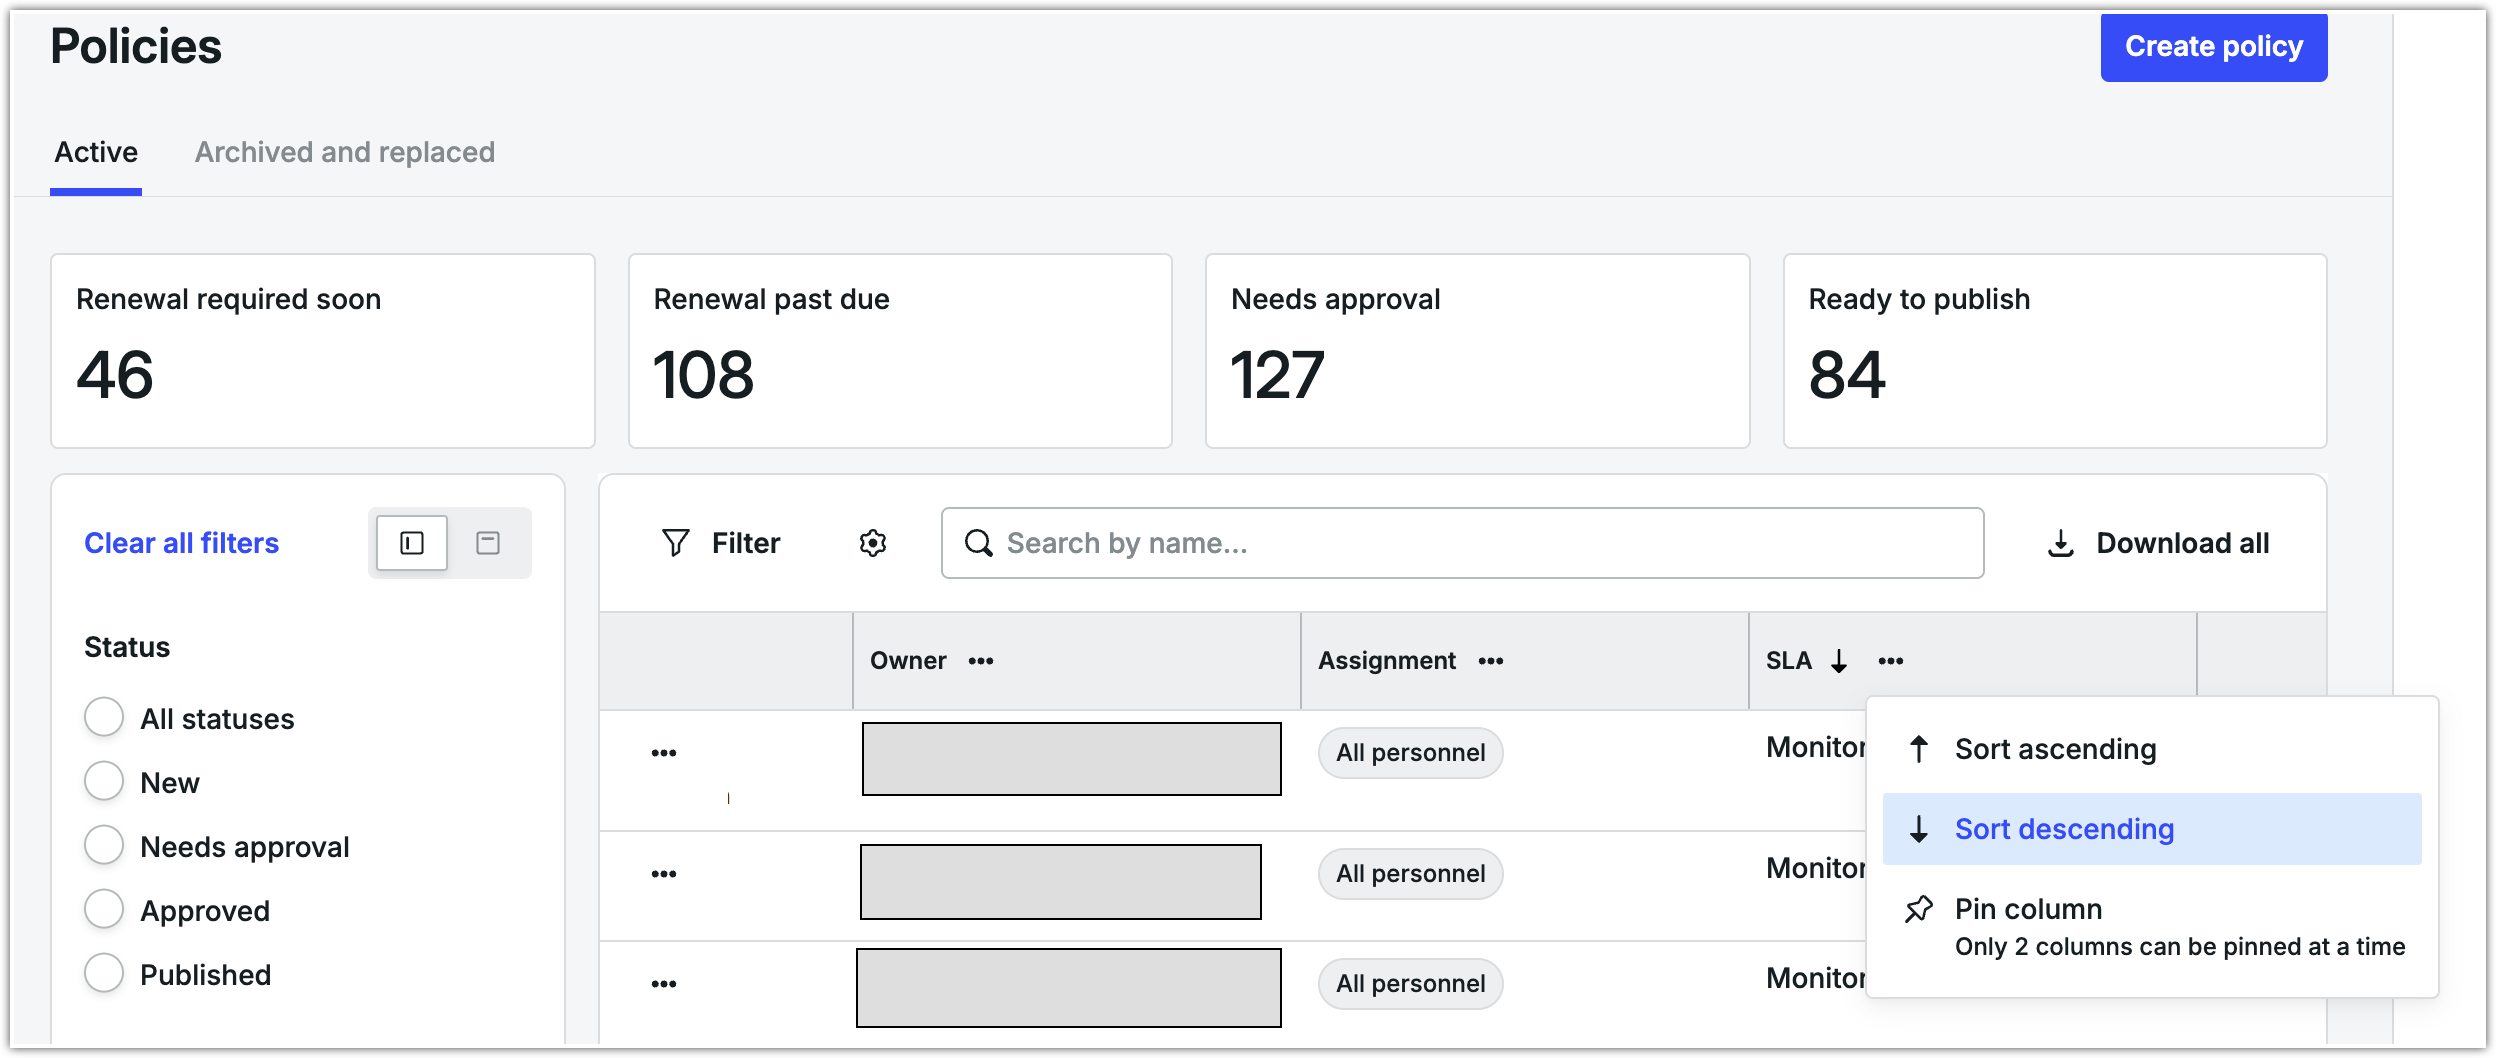 Policies
Create policy
Active
Archived and replaced
Renewal required soon
46
Renewal past due
108
Needs approval
127
Ready to publish
84
Clear all filters
Filter
Search by name...
Download all
Status
All statuses
New
Needs approval
Approved
Published
Owner
Assignment
SLA
All personnel
Monitor
All personnel
Monitor
All personnel
Monitor
Sort ascending
Sort descending
Pin column
Only 2 columns can be pinned at a time